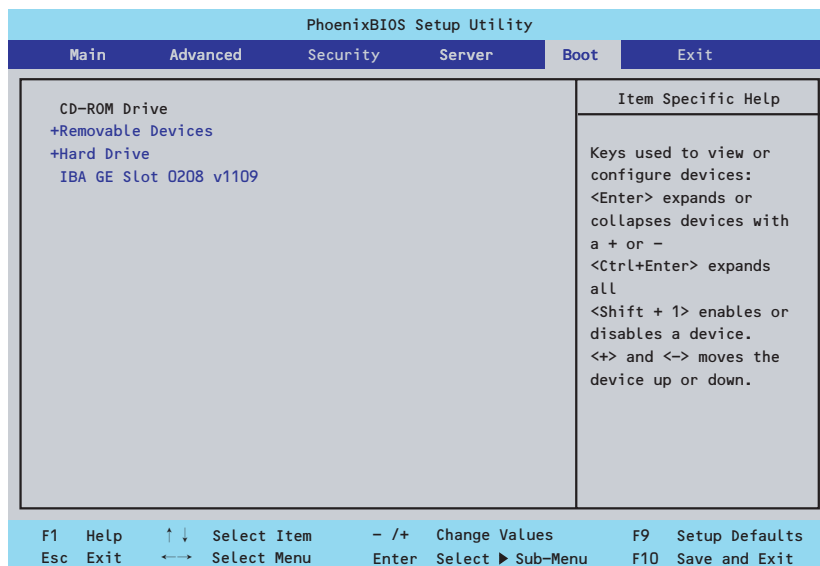 PhoenixBIOS Setup Utility
Main Advanced Security Server Boot Exit
CD-ROM Drive
+Removable Devices
+Hard Drive
IBA GE Slot 0208 v1109
Item Specific Help
Keys used to view or
configure devices:
<Enter> expands or
collapses devices with
a + or -
<Ctrl+Enter> expands
all
<Shift + 1> enables or
disables a device.
<+> and <-> moves the
device up or down.
F1 Help ↑↓ Select Item - /+ Change Values F9 Setup Defaults
Esc Exit ←→ Select Menu Enter Select ▶ Sub-Menu F10 Save and Exit